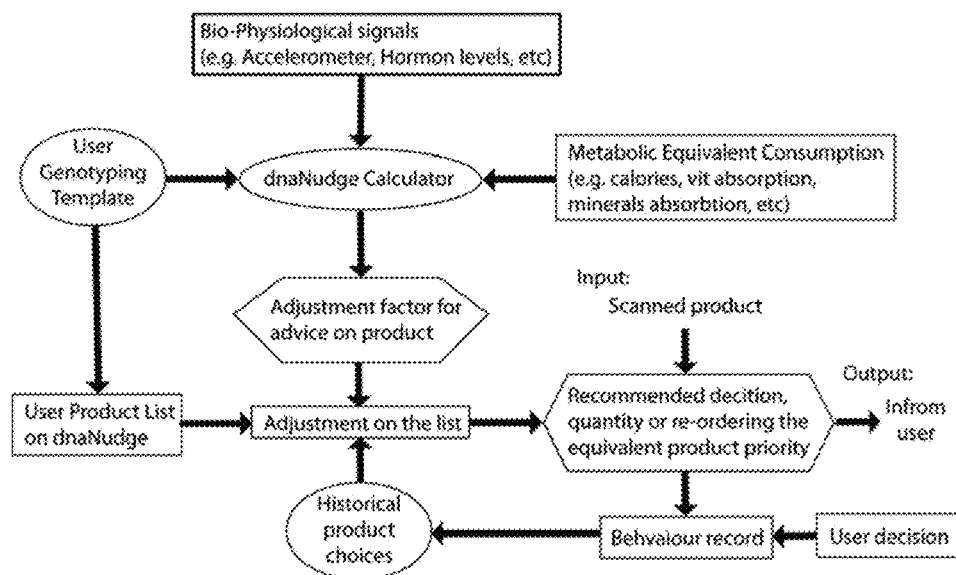 Bio-Physiological signals
(e.g. Accelerometer, Hormon levels, etc)
User
Genotyping
Template
dnaNudge Calculator
Metabolic Equivalent Consumption
(e.g. calories, vit absorption,
minerals absorbtion, etc)
Adjustment factor for
advice on product
Input:
Scanned product
User Product List
on dnaNudge
Adjustment on the list
Recommended decition,
quantity or re-ordering the
equivalent product priority
Output:
Infrom
user
Historical
product
choices
Behvaiour record
User decision